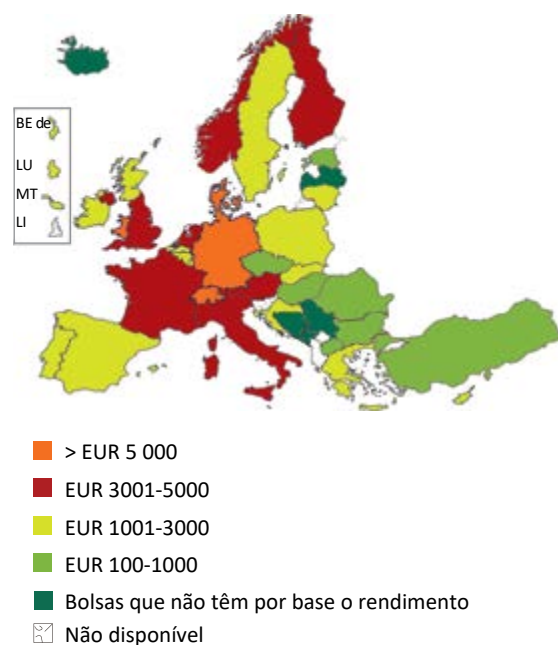 BE de
LU
MT
LI
> EUR 5 000
EUR 3001-5000
EUR 1001-3000
EUR 100-1000
Bolsas que não têm por base o rendimento
Não disponível